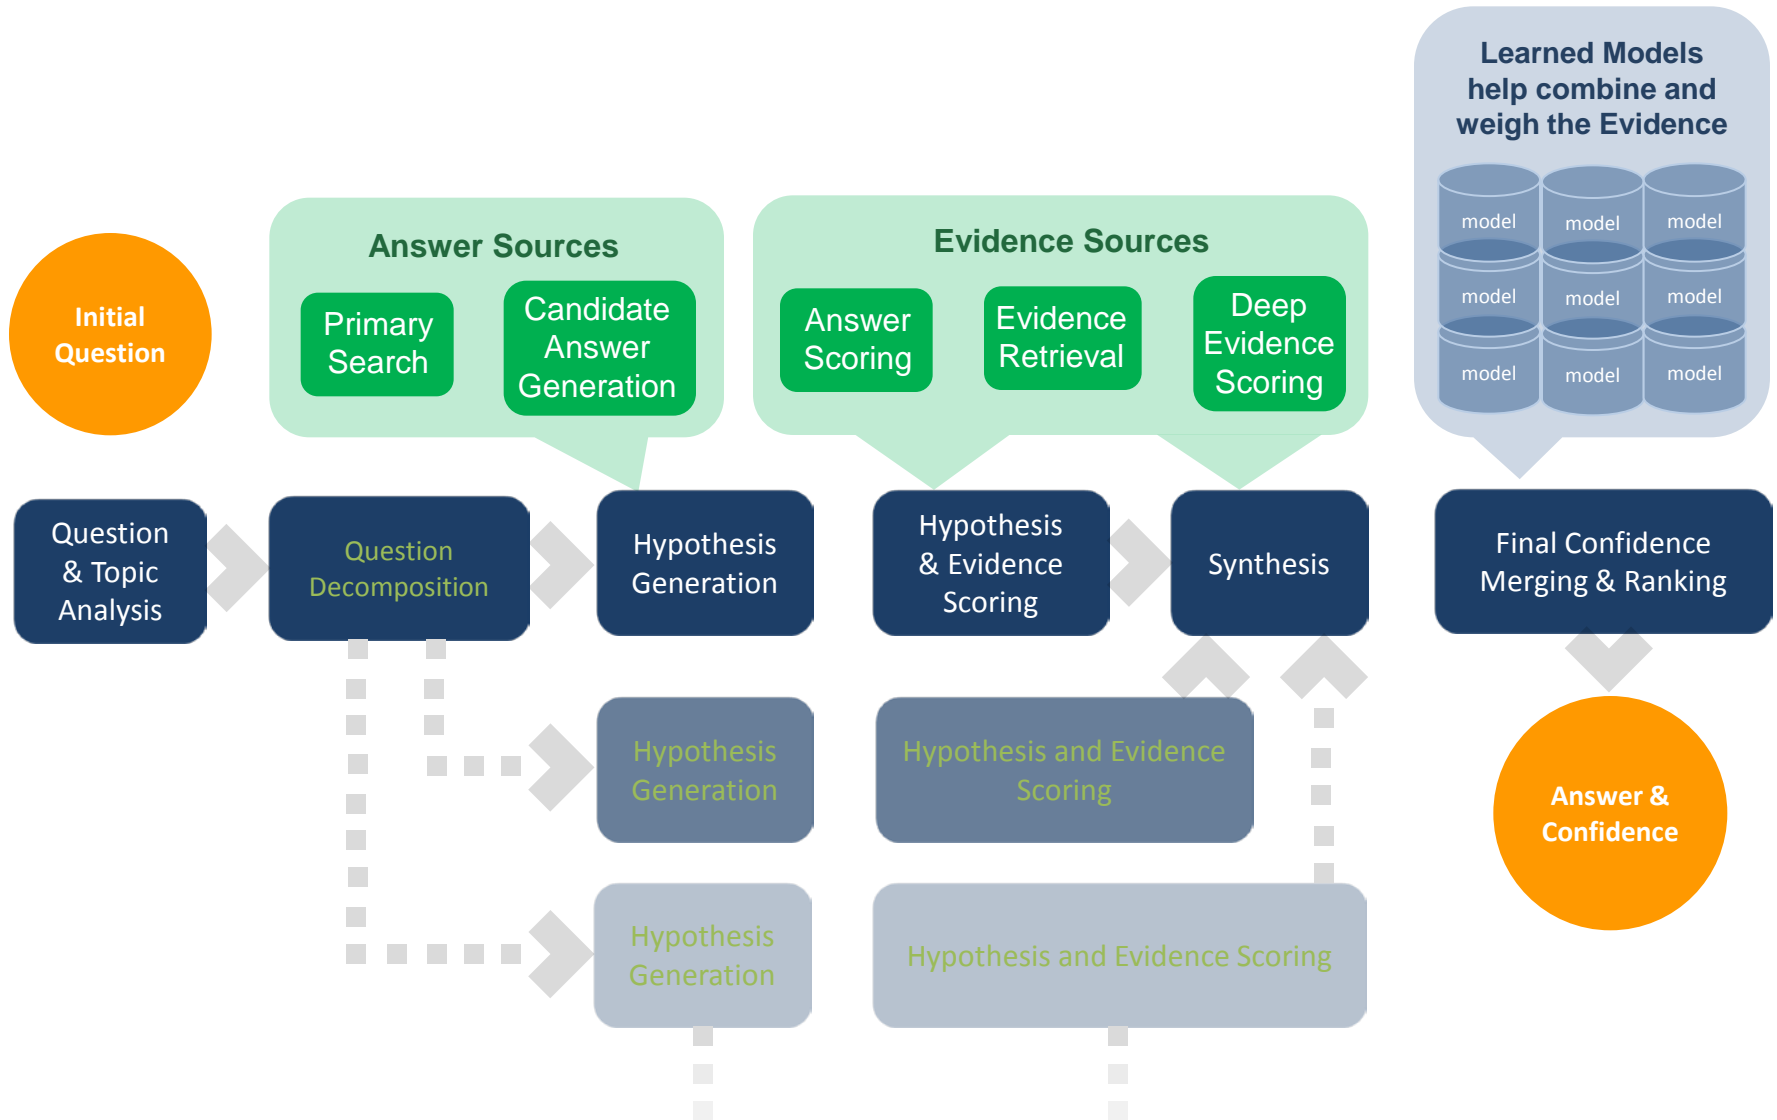 Learned Models
help combine and
weigh the Evidence
model
model
model
model
model
model
model
model
model
Answer Sources
Primary
Search
Candidate
Answer
Generation
Evidence Sources
Answer
Scoring
Evidence
Retrieval
Deep
Evidence
Scoring
Initial
Question
Question
& Topic
Analysis
Question
Decomposition
Hypothesis
Generation
Hypothesis
& Evidence
Scoring
Synthesis
Final Confidence
Merging & Ranking
Hypothesis
Generation
Hypothesis and Evidence
Scoring
Answer &
Confidence
Hypothesis
Generation
Hypothesis and Evidence Scoring